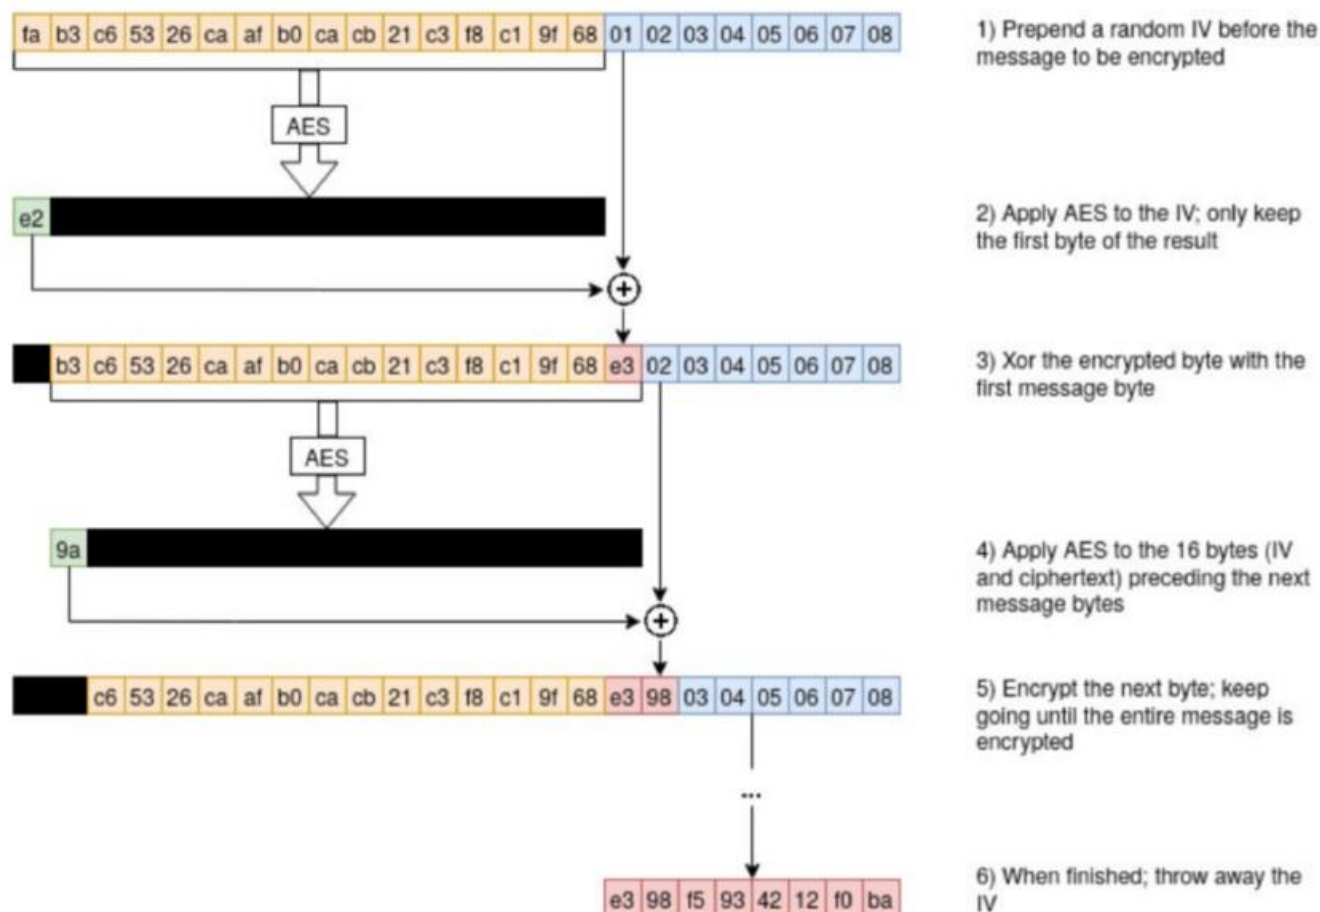 fa b3 c6 53 26 ca af b0 ca cb 21 c3 f8 c1 9f 68 01 02 03 04 05 06 07 08
1) Prepend a random IV before the
message to be encrypted
AES
e2
2) Apply AES to the IV; only keep
the first byte of the result
b3 c6 53 26 ca af b0 ca cb 21 c3 f8 c1 9f 68 e3 02 03 04 05 06 07 08
3) Xor the encrypted byte with the
first message byte
AES
9a
4) Apply AES to the 16 bytes (IV
and ciphertext) preceding the next
message bytes
c6 53 26 ca af b0 ca cb 21 c3 f8 c1 9f 68 e3 98 03 04 05 06 07 08
5) Encrypt the next byte; keep
going until the entire message is
encrypted
...
e3 98 f5 93 42 12 f0 ba
6) When finished; throw away the
IV